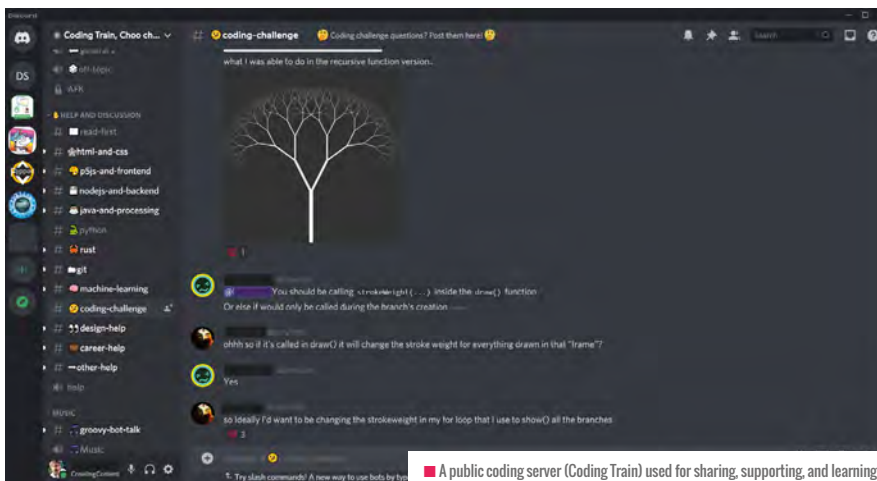 Discord
Coding Train, Choo ch...
coding-challenge
Coding challenge questions? Post them here!
Search
what I was able to do in the recursive function version..
off-topic
AFK
DS
HELP AND DISCUSSION
read-first
html-and-css
p5js-and-frontend
nodejs-and-backend
java-and-processing
python
rust
git
machine-learning
coding-challenge
design-help
career-help
other-help
help
MUSIC
groovy-bot-talk
Music
1
You should be calling strokeWeight(...) inside the draw() function
Or else it would only be called during the branch's creation
ohhh so if it's called in draw() it will change the stroke weight for everything drawn in that "frame"?
Yes
so ideally I'd want to be changing the strokeweight in my for loop that I use to show() all the branches
3
Try slash commands! A new way to use bots by
A public coding server (Coding Train) used for sharing, supporting, and learning